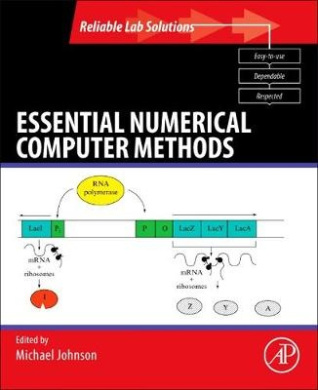 Reliable Lab Solutions
Easy-to-use
Dependable
Respected
ESSENTIAL NUMERICAL
COMPUTER METHODS
RNA
polymerase
LacI
P
P
O
LacZ
LacY
LacA
mRNA
+
ribosomes
mRNA
+
ribosomes
I
Z
Y
A
Edited by
Michael Johnson
AP